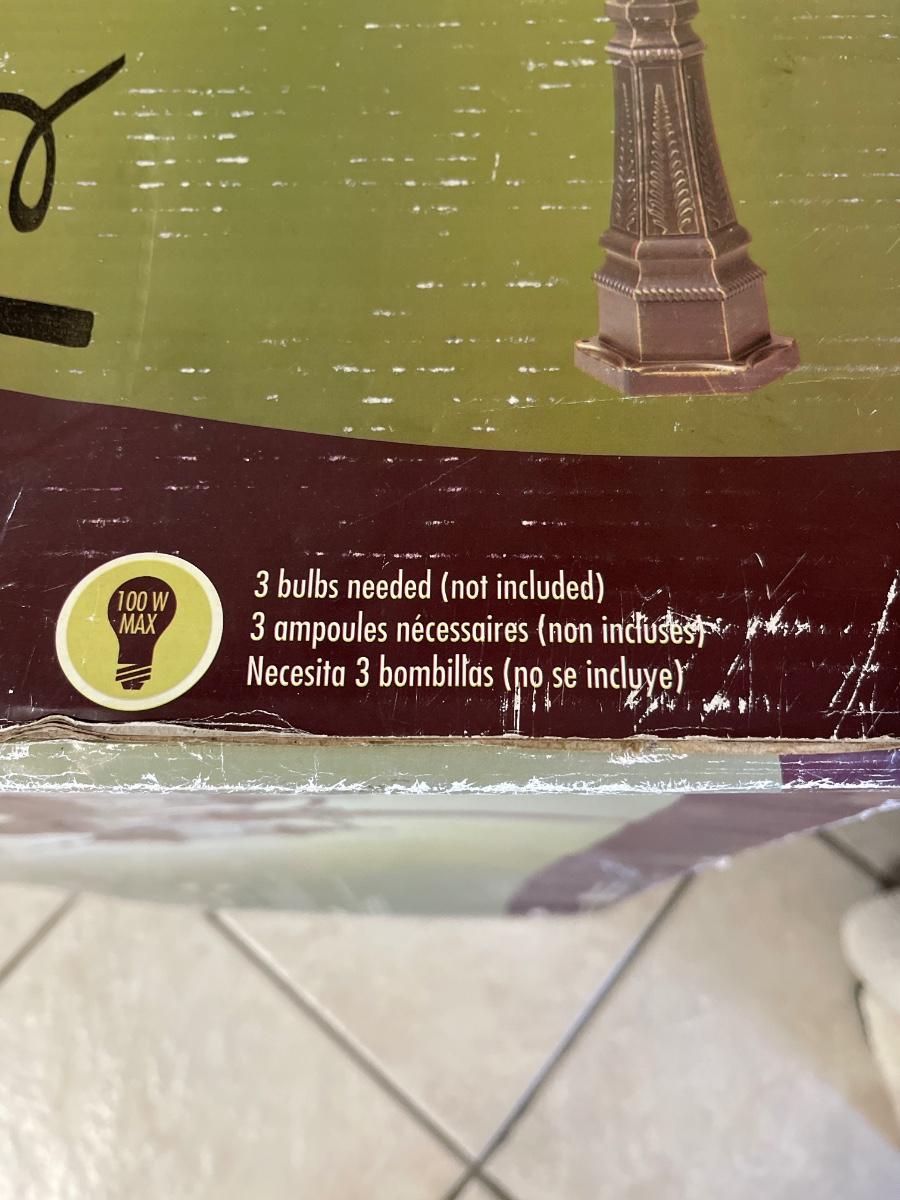 100 W
MAX
3 bulbs needed (not included)
3 ampoules nécessaires (non incluses)
Necesita 3 bombillas (no se incluye)